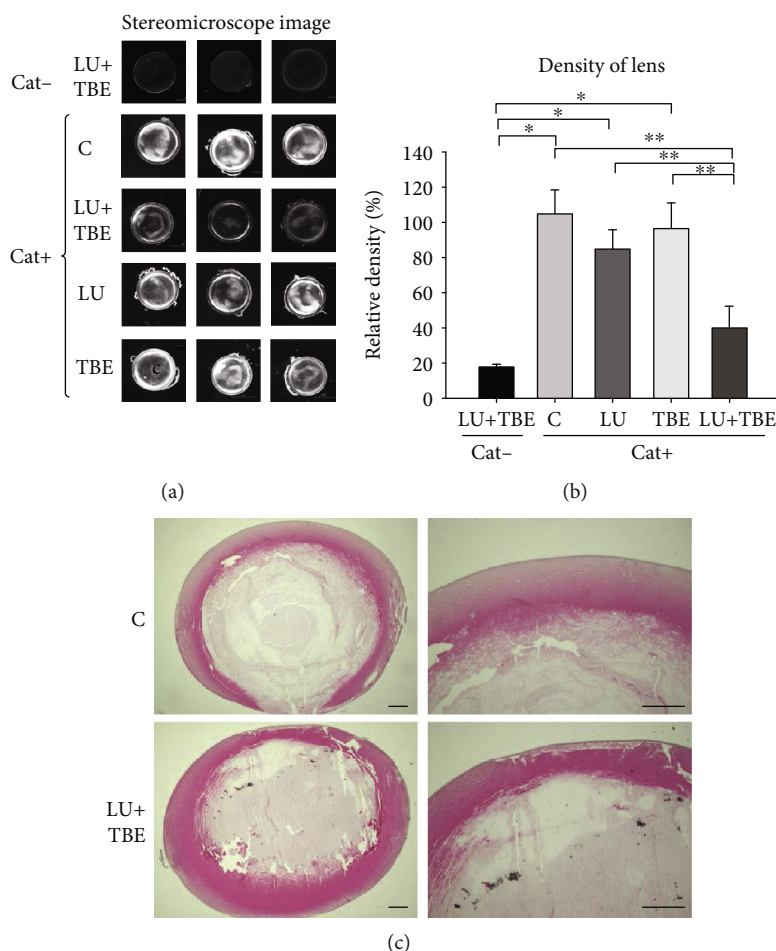 Stereomicroscope image
Cat–
LU+
TBE
C
LU+
TBE
Cat+
LU
TBE
C
(a)
Density of lens
*
*
*
**
**
**
Relative density (%)
140
120
100
80
60
40
20
0
LU+TBE
C
LU
TBE
LU+TBE
Cat–
Cat+
(b)
C
LU+
TBE
(c)